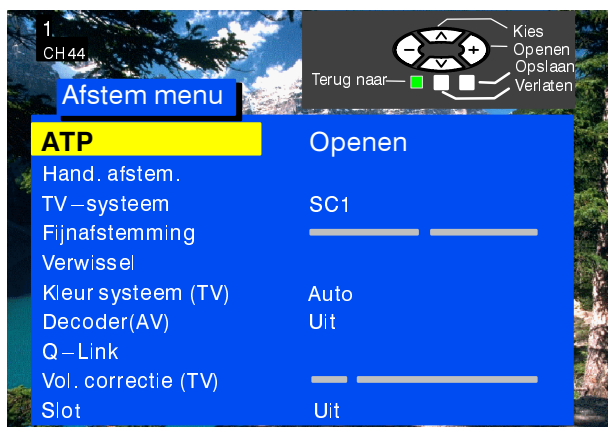 1
CH 44
Kies
Openen
Opslaan
Terug naar
Verlaten
Afstem menu
ATP Openen
Hand. afstem.
TV–systeem SC1
Fijnafstemming
Verwissel
Kleur systeem (TV) Auto
Decoder(AV) Uit
Q–Link
Vol. correctie (TV)
Slot Uit